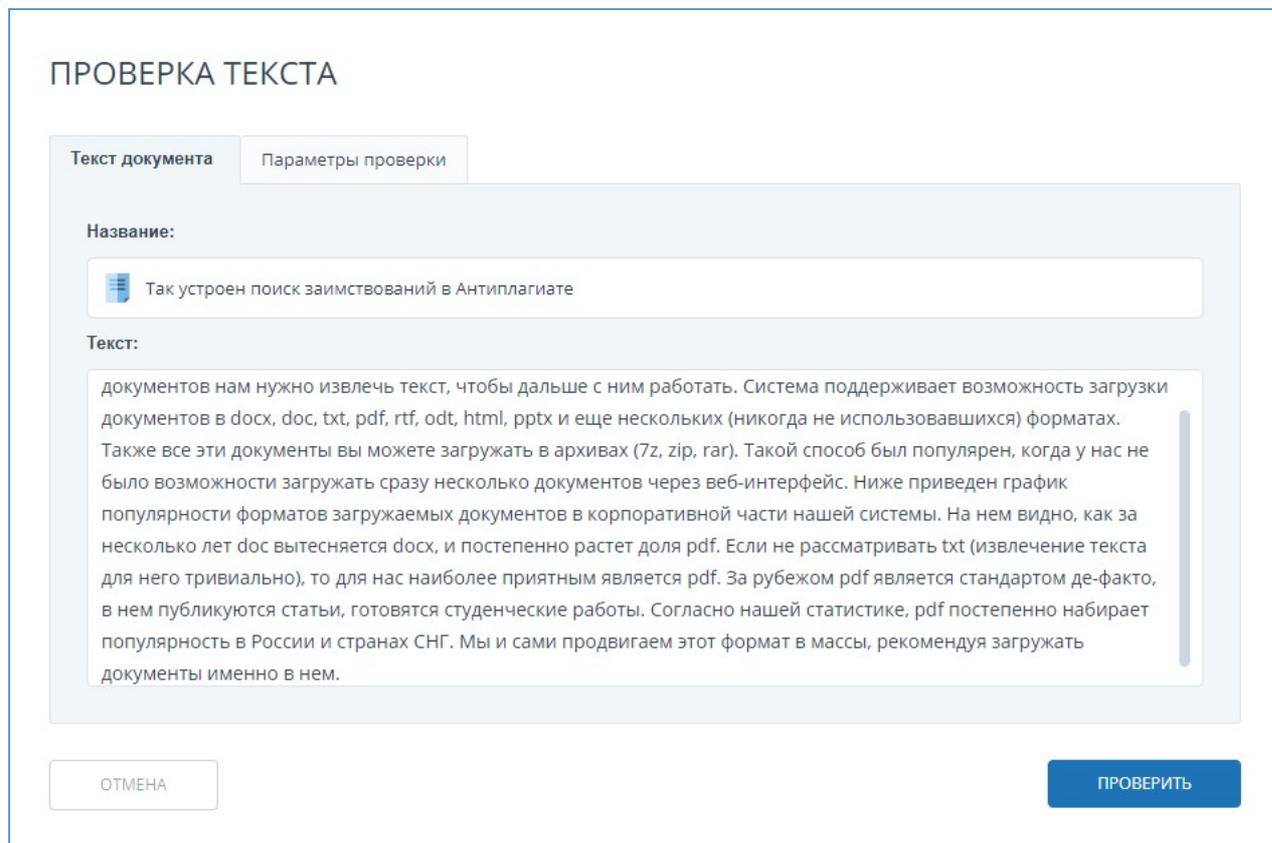 ПРОВЕРКА ТЕКСТА
Текст документа
Параметры проверки
Название:
Так устроен поиск заимствований в Антиплагиате
Текст:
документов нам нужно извлечь текст, чтобы дальше с ним работать. Система поддерживает возможность загрузки
документов в docx, doc, txt, pdf, rtf, odt, html, pptx и еще нескольких (никогда не использовавшихся) форматах.
Также все эти документы вы можете загружать в архивах (7z, zip, rar). Такой способ был популярен, когда у нас не
было возможности загружать сразу несколько документов через веб-интерфейс. Ниже приведен график
популярности форматов загружаемых документов в корпоративной части нашей системы. На нем видно, как за
несколько лет doc вытесняется docx, и постепенно растет доля pdf. Если не рассматривать txt (извлечение текста
для него тривиально), то для нас наиболее приятным является pdf. За рубежом pdf является стандартом де-факто,
в нем публикуются статьи, готовятся студенческие работы. Согласно нашей статистике, pdf постепенно набирает
популярность в России и странах СНГ. Мы и сами продвигаем этот формат в массы, рекомендуя загружать
документы именно в нем.
ОТМЕНА
ПРОВЕРИТЬ